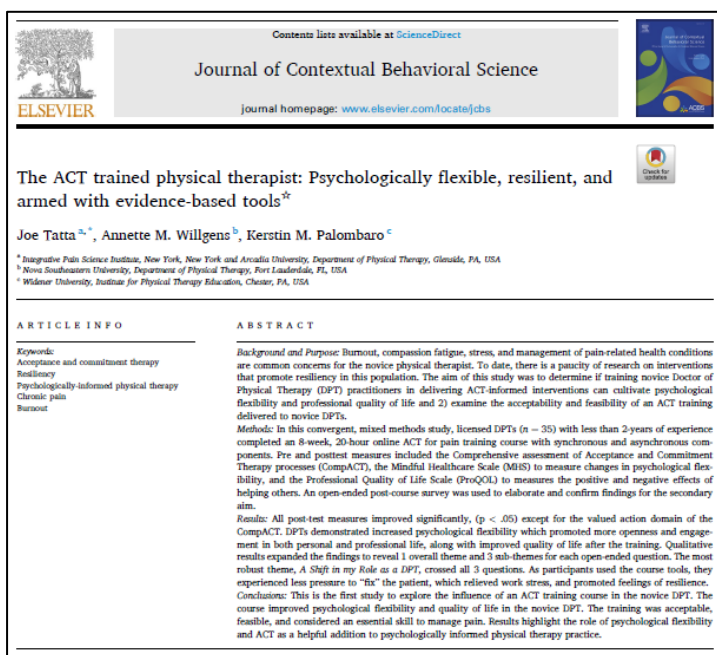 Contents lists available at ScienceDirect
Journal of Contextual Behavioral Science
journal homepage: www.elsevier.com/locate/jcbs
ELSEVIER
Check for
updates
The ACT trained physical therapist: Psychologically flexible, resilient, and
armed with evidence-based tools☆
Joe Tatta a, *, Annette M. Willgens b, Kerstin M. Palombaro c
a Integrative Pain Science Institute, New York, New York and Arcadia University, Department of Physical Therapy, Glenside, PA, USA
b Nova Southeastern University, Department of Physical Therapy, Fort Lauderdale, FL, USA
c Widener University, Institute for Physical Therapy Education, Chester, PA, USA
ARTICLE INFO
Keywords:
Acceptance and commitment therapy
Resiliency
Psychologically-informed physical therapy
Chronic pain
Burnout
ABSTRACT
Background and Purpose: Burnout, compassion fatigue, stress, and management of pain-related health conditions
are common concerns for the novice physical therapist. To date, there is a paucity of research on interventions
that promote resiliency in this population. The aim of this study was to determine if training novice Doctor of
Physical Therapy (DPT) practitioners in delivering ACT-informed interventions can cultivate psychological
flexibility and professional quality of life and 2) examine the acceptability and feasibility of an ACT training
delivered to novice DPTs.
Methods: In this convergent, mixed methods study, licensed DPTs (n = 35) with less than 2-years of experience
completed an 8-week, 20-hour online ACT for pain training course with synchronous and asynchronous com-
ponents. Pre and posttest measures included the Comprehensive assessment of Acceptance and Commitment
Therapy processes (CompACT), the Mindful Healthcare Scale (MHS) to measure changes in psychological flex-
ibility, and the Professional Quality of Life Scale (ProQOL) to measures the positive and negative effects of
helping others. An open-ended post-course survey was used to elaborate and confirm findings for the secondary
aim.
Results: All post-test measures improved significantly, (p < .05) except for the valued action domain of the
CompACT. DPTs demonstrated increased psychological flexibility which promoted more openness and engage-
ment in both personal and professional life, along with improved quality of life after the training. Qualitative
results expanded the findings to reveal 1 overall theme and 3 sub-themes for each open-ended question. The most
robust theme, A Shift in my Role as a DPT, crossed all 3 questions. As participants used the course tools, they
experienced less pressure to “fix” the patient, which relieved work stress, and promoted feelings of resilience.
Conclusions: This is the first study to explore the influence of an ACT training course in the novice DPT. The
course improved psychological flexibility and quality of life in the novice DPT. The training was acceptable,
feasible, and considered an essential skill to manage pain. Results highlight the role of psychological flexibility
and ACT as a helpful addition to psychologically informed physical therapy practice.